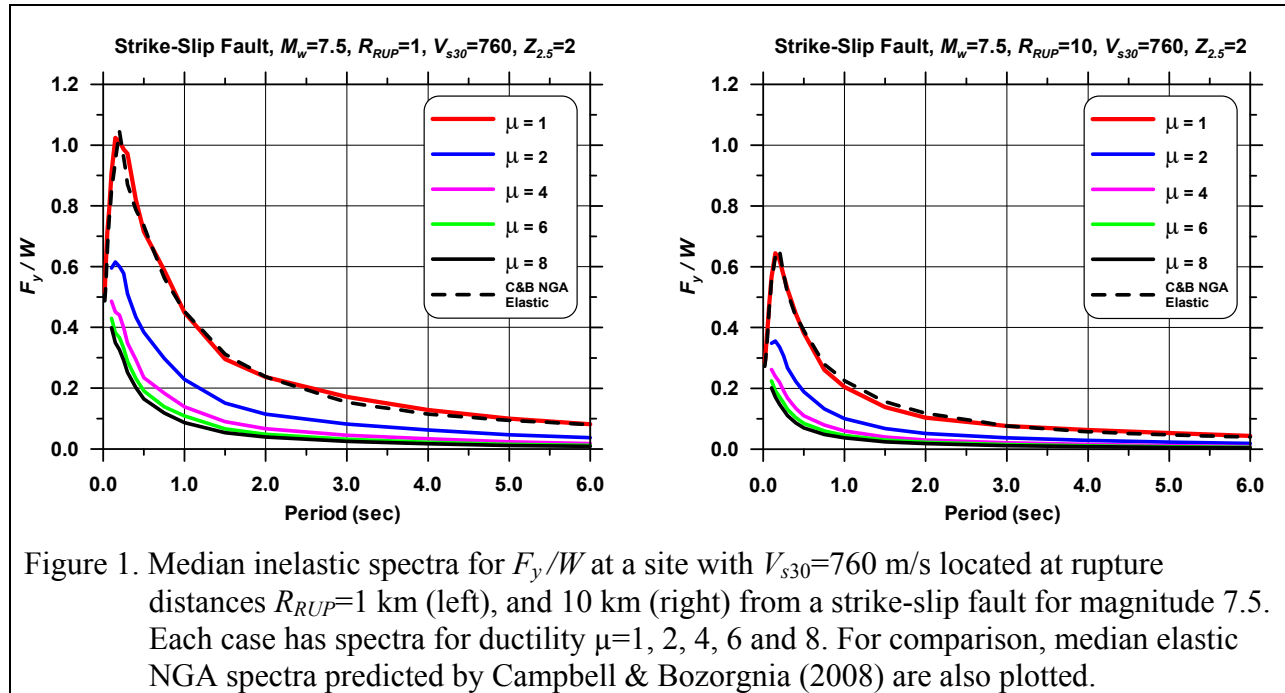 Strike-Slip Fault, Mw=7.5, RRUP=1, Vs30=760, Z2.5=2
1.2
1.0
0.8
0.6
0.4
0.2
0.0
Fy / W
μ = 1
μ = 2
μ = 4
μ = 6
μ = 8
C&B NGA
Elastic
0.0 1.0 2.0 3.0 4.0 5.0 6.0
Period (sec)
Strike-Slip Fault, Mw=7.5, RRUP=10, Vs30=760, Z2.5=2
1.2
1.0
0.8
0.6
0.4
0.2
0.0
Fy / W
μ = 1
μ = 2
μ = 4
μ = 6
μ = 8
C&B NGA
Elastic
0.0 1.0 2.0 3.0 4.0 5.0 6.0
Period (sec)
Figure 1. Median inelastic spectra for Fy/W at a site with Vs30=760 m/s located at rupture
distances RRUP=1 km (left), and 10 km (right) from a strike-slip fault for magnitude 7.5.
Each case has spectra for ductility μ=1, 2, 4, 6 and 8. For comparison, median elastic
NGA spectra predicted by Campbell & Bozorgnia (2008) are also plotted.